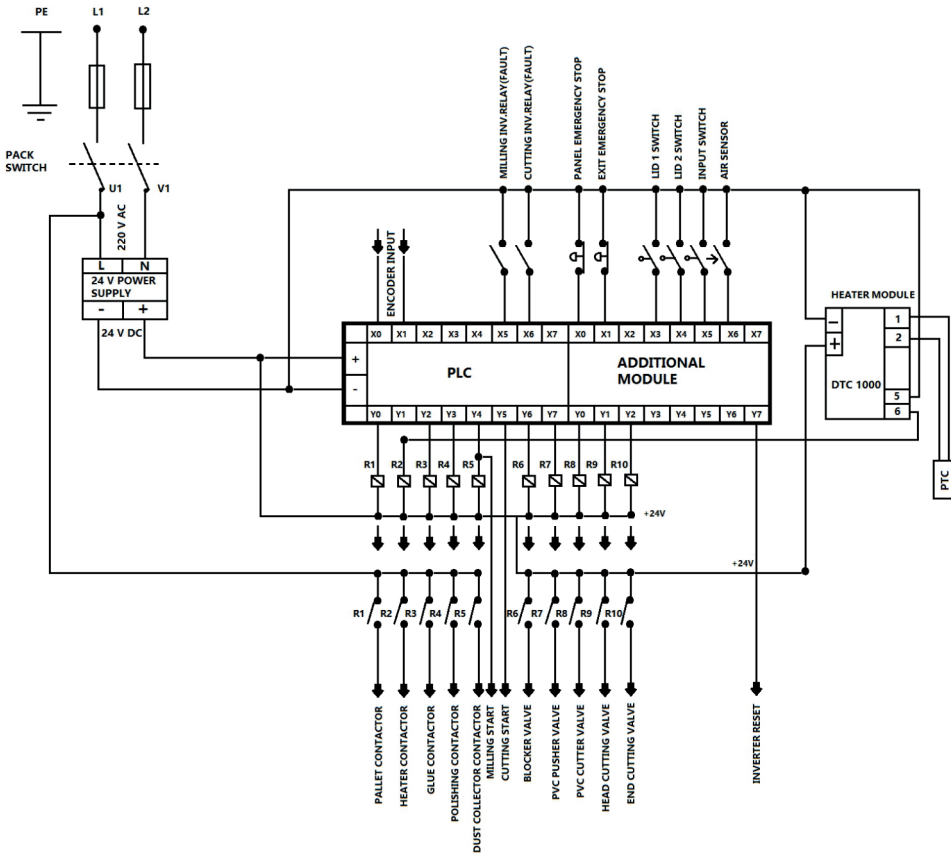 PE
L1
L2
PACK
SWITCH
U1
V1
220 V AC
L
N
24 V POWER
SUPPLY
-
+
24 V DC
ENCODER INPUT
MILLING INV.RELAY(FAULT)
CUTTING INV.RELAY(FAULT)
PANEL EMERGENCY STOP
EXIT EMERGENCY STOP
LID 1 SWITCH
LID 2 SWITCH
INPUT SWITCH
AIR SENSOR
X0 X1 X2 X3 X4 X5 X6 X7 X0 X1 X2 X3 X4 X5 X6 X7
+
-
PLC
ADDITIONAL
MODULE
Y0 Y1 Y2 Y3 Y4 Y5 Y6 Y7 Y0 Y1 Y2 Y3 Y4 Y5 Y6 Y7
HEATER MODULE
-
+
1
2
DTC 1000
5
6
PTC
R1 R2 R3 R4 R5 R6 R7 R8 R9 R10
+24V
+24V
R1 R2 R3 R4 R5 R6 R7 R8 R9 R10
PALLET CONTACTOR
HEATER CONTACTOR
GLUE CONTACTOR
POLISHING CONTACTOR
DUST COLLECTOR CONTACTOR
MILLING START
CUTTING START
BLOCKER VALVE
PVC PUSHER VALVE
PVC CUTTER VALVE
HEAD CUTTING VALVE
END CUTTING VALVE
INVERTER RESET